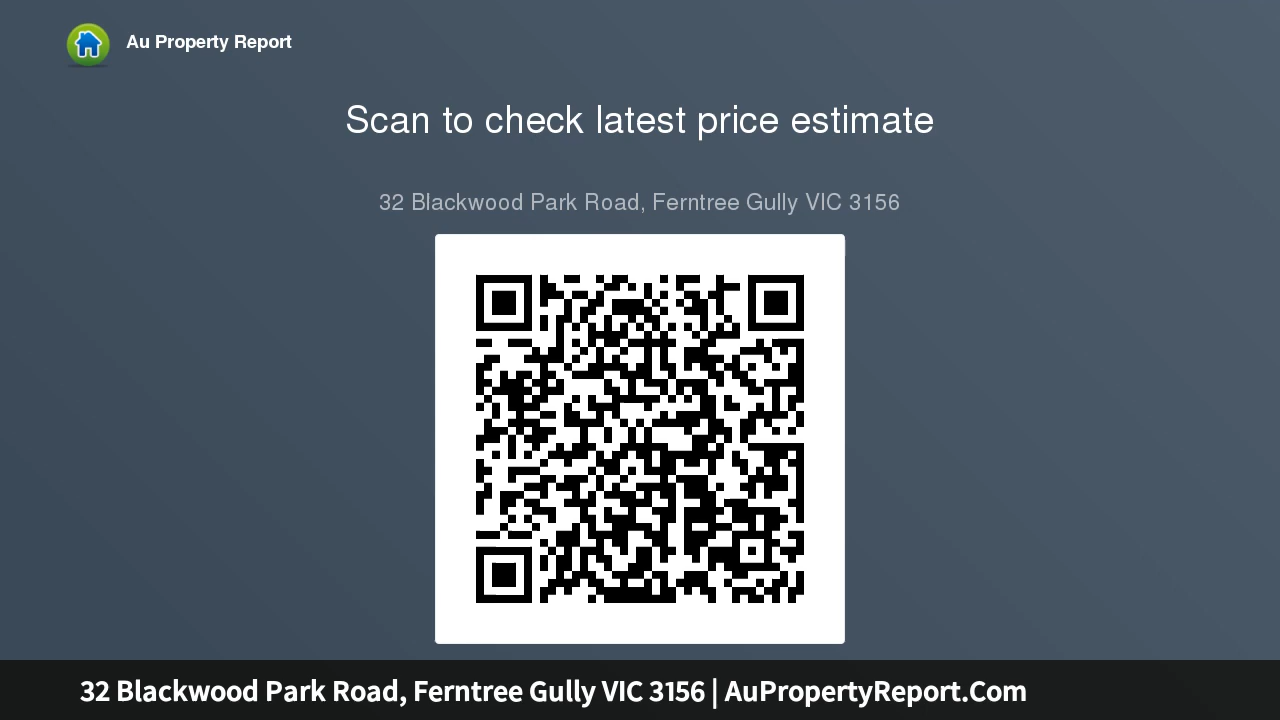 Au Property Report
Scan to check latest price estimate
32 Blackwood Park Road, Ferntree Gully VIC 3156
32 Blackwood Park Road, Ferntree Gully VIC 3156 | AuPropertyReport.Com